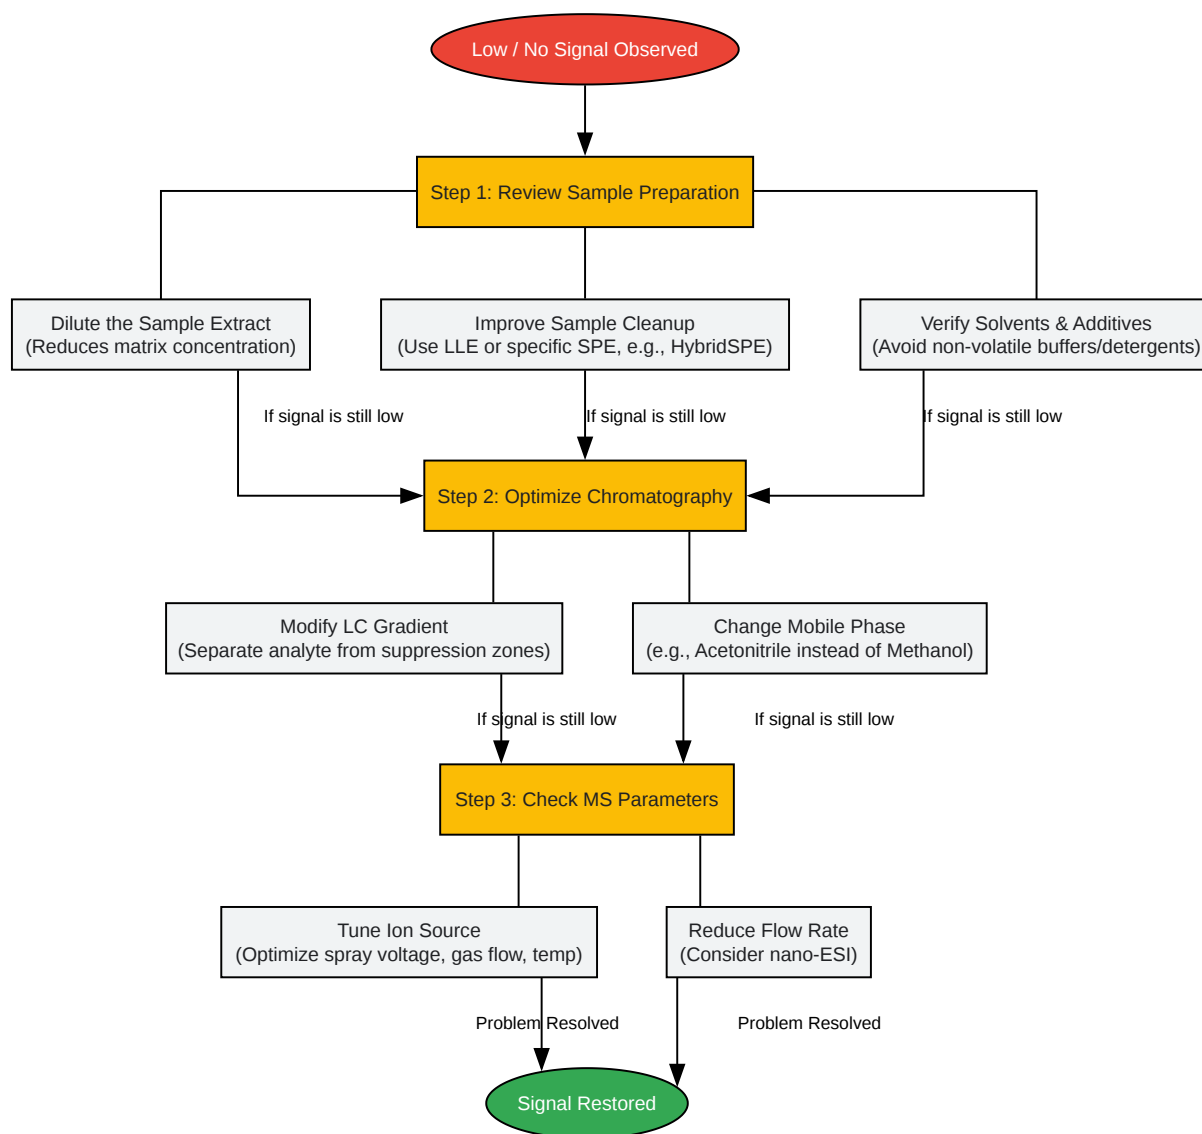 Low / No Signal Observed
Step 1: Review Sample Preparation
Dilute the Sample Extract
(Reduces matrix concentration)
Improve Sample Cleanup
(Use LLE or specific SPE, e.g., HybridSPE)
Verify Solvents & Additives
(Avoid non-volatile buffers/detergents)
If signal is still low
If signal is still low
If signal is still low
Step 2: Optimize Chromatography
Modify LC Gradient
(Separate analyte from suppression zones)
Change Mobile Phase
(e.g., Acetonitrile instead of Methanol)
If signal is still low
If signal is still low
Step 3: Check MS Parameters
Tune Ion Source
(Optimize spray voltage, gas flow, temp)
Reduce Flow Rate
(Consider nano-ESI)
Problem Resolved
Problem Resolved
Signal Restored